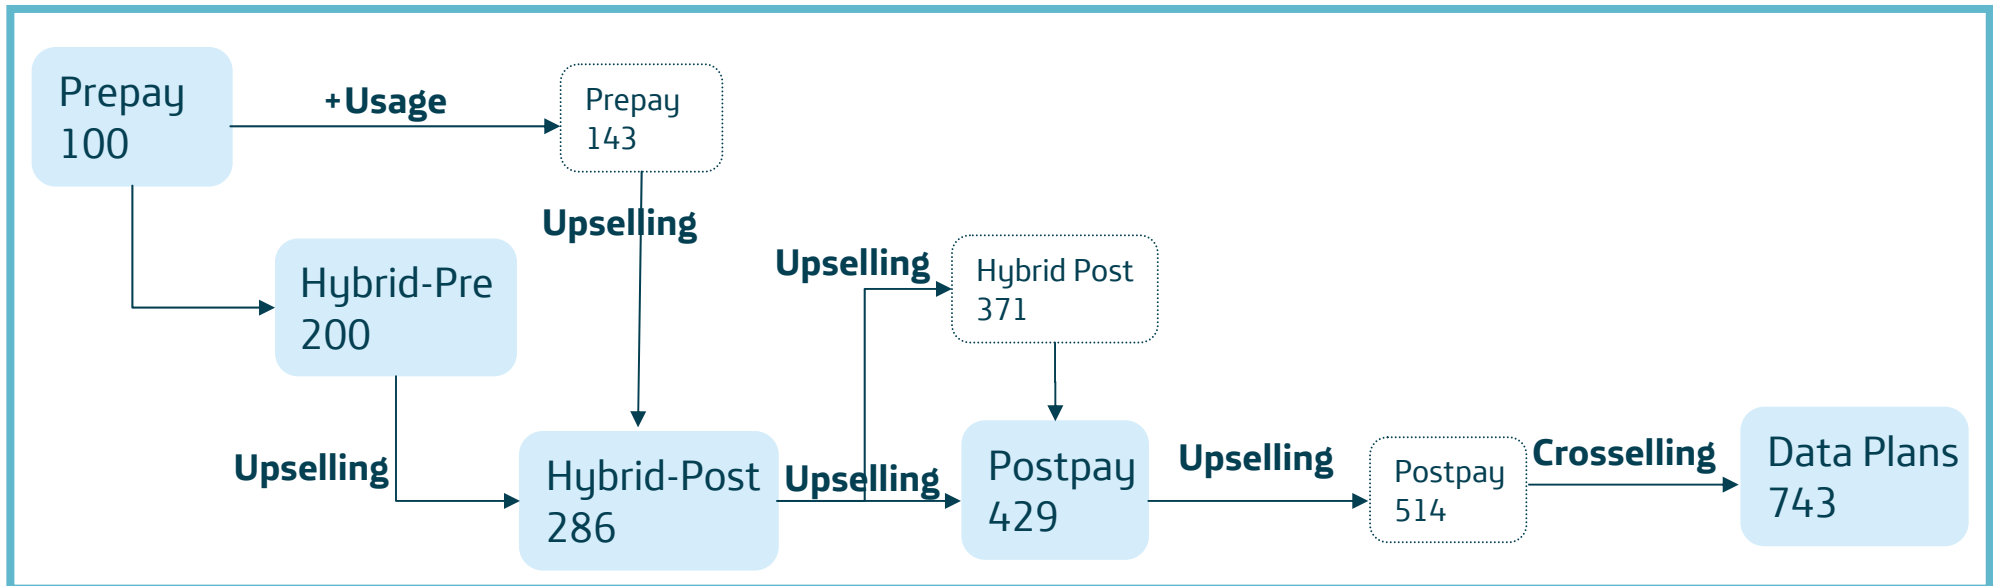 Prepay
100
+Usage
Prepay
143
Upselling
Hybrid-Pre
200
Upselling
Hybrid Post
371
Upselling
Hybrid-Post
286
Upselling
Postpay
429
Upselling
Postpay
514
Crosselling
Data Plans
743